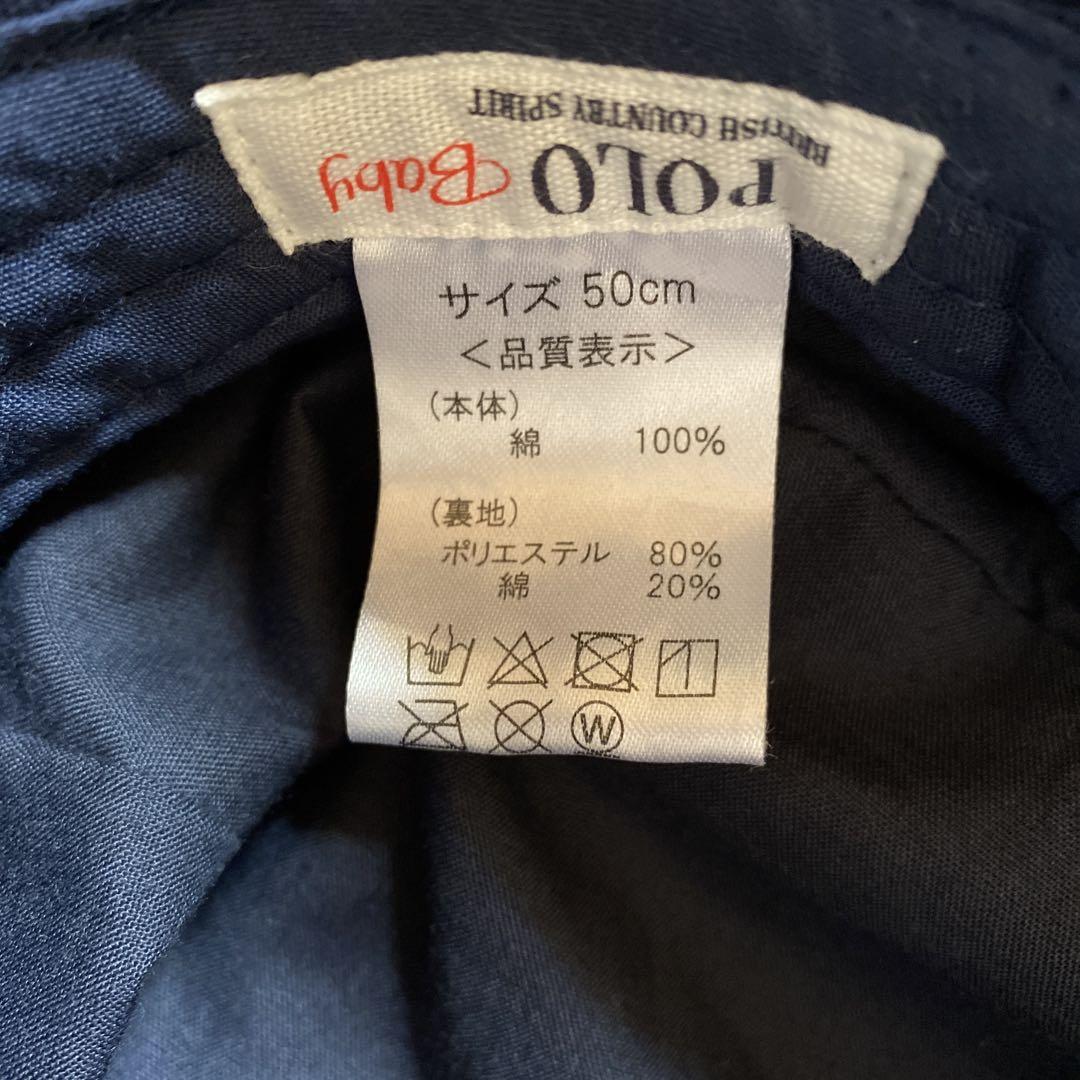 POLO Baby
BRITISH COUNTRY SPIRIT
サイズ 50cm
＜品質表示＞
(本体)
綿 100%
(裏地)
ポリエステル 80%
綿 20%
W